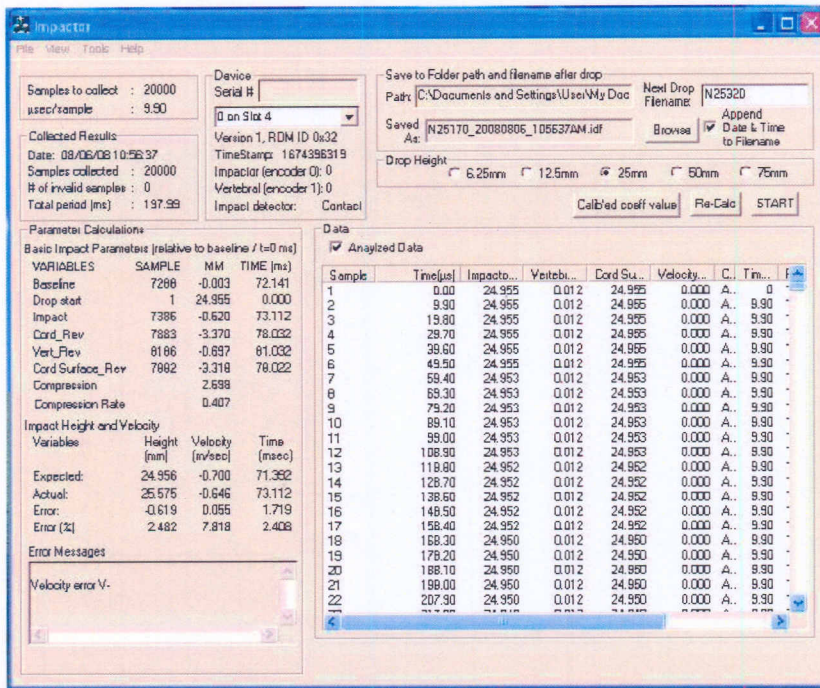 Impactor
File View Tools Help
Samples to collect : 20000
µsec/sample : 9.90
Collected Results
Date: 08/06/08 10:56:37
Samples collected : 20000
# of invalid samples : 0
Total period (ms) : 197.99
Device
Serial #
0 on Slot 4
Version 1, ROM ID 0x32
TimeStamp: 1674396319
Impactor (encoder 0): 0
Vertebral (encoder 1): 0
Impact detector: Contact
Save to Folder path and filename after drop
Path: C:\Documents and Settings\User\My Doc
Next Drop Filename: N25320
Saved As: N25170_20080806_105637AM.idf
Browse
Append Date & Time to Filename
Drop Height
6.25mm 12.5mm 25mm 50mm 75mm
Calib'ed coeff value Re-Calc START
Parameter Calculations
Basic Impact Parameters (relative to baseline / t=0 ms)
VARIABLES SAMPLE MM TIME (ms)
Baseline 7288 -0.003 72.141
Drop start 1 24.955 0.000
Impact 7386 -0.620 73.112
Cord_Rev 7883 -3.370 78.032
Vert_Rev 8186 -0.697 81.032
Cord Surface_Rev 7882 -3.318 78.022
Compression 2.698
Compression Rate 0.407
Impact Height and Velocity
Variables Height (mm) Velocity (m/sec) Time (msec)
Expected: 24.956 -0.700 71.392
Actual: 25.575 -0.646 73.112
Error: -0.619 0.055 1.719
Error (%) 2.482 7.818 2.408
Error Messages
Velocity error V-
Data
Anaylzed Data
Sample Time(µs) Impacto... Vertebr... Cord Su... Velocity... C.. Tim...
1 0.00 24.955 0.012 24.955 0.000 A.. 0
2 9.90 24.955 0.012 24.955 0.000 A.. 9.90
3 19.80 24.955 0.012 24.955 0.000 A.. 9.90
4 29.70 24.955 0.012 24.955 0.000 A.. 9.90
5 39.60 24.955 0.012 24.955 0.000 A.. 9.90
6 49.50 24.955 0.012 24.955 0.000 A.. 9.90
7 59.40 24.953 0.012 24.953 0.000 A.. 9.90
8 69.30 24.953 0.012 24.953 0.000 A.. 9.90
9 79.20 24.953 0.012 24.953 0.000 A.. 9.90
10 89.10 24.953 0.012 24.953 0.000 A.. 9.90
11 99.00 24.953 0.012 24.953 0.000 A.. 9.90
12 108.90 24.953 0.012 24.953 0.000 A.. 9.90
13 118.80 24.952 0.012 24.952 0.000 A.. 9.90
14 128.70 24.952 0.012 24.952 0.000 A.. 9.90
15 138.60 24.952 0.012 24.952 0.000 A.. 9.90
16 148.50 24.952 0.012 24.952 0.000 A.. 9.90
17 158.40 24.952 0.012 24.952 0.000 A.. 9.90
18 168.30 24.950 0.012 24.950 0.000 A.. 9.90
19 178.20 24.950 0.012 24.950 0.000 A.. 9.90
20 188.10 24.950 0.012 24.950 0.000 A.. 9.90
21 198.00 24.950 0.012 24.950 0.000 A.. 9.90
22 207.90 24.950 0.012 24.950 0.000 A.. 9.90